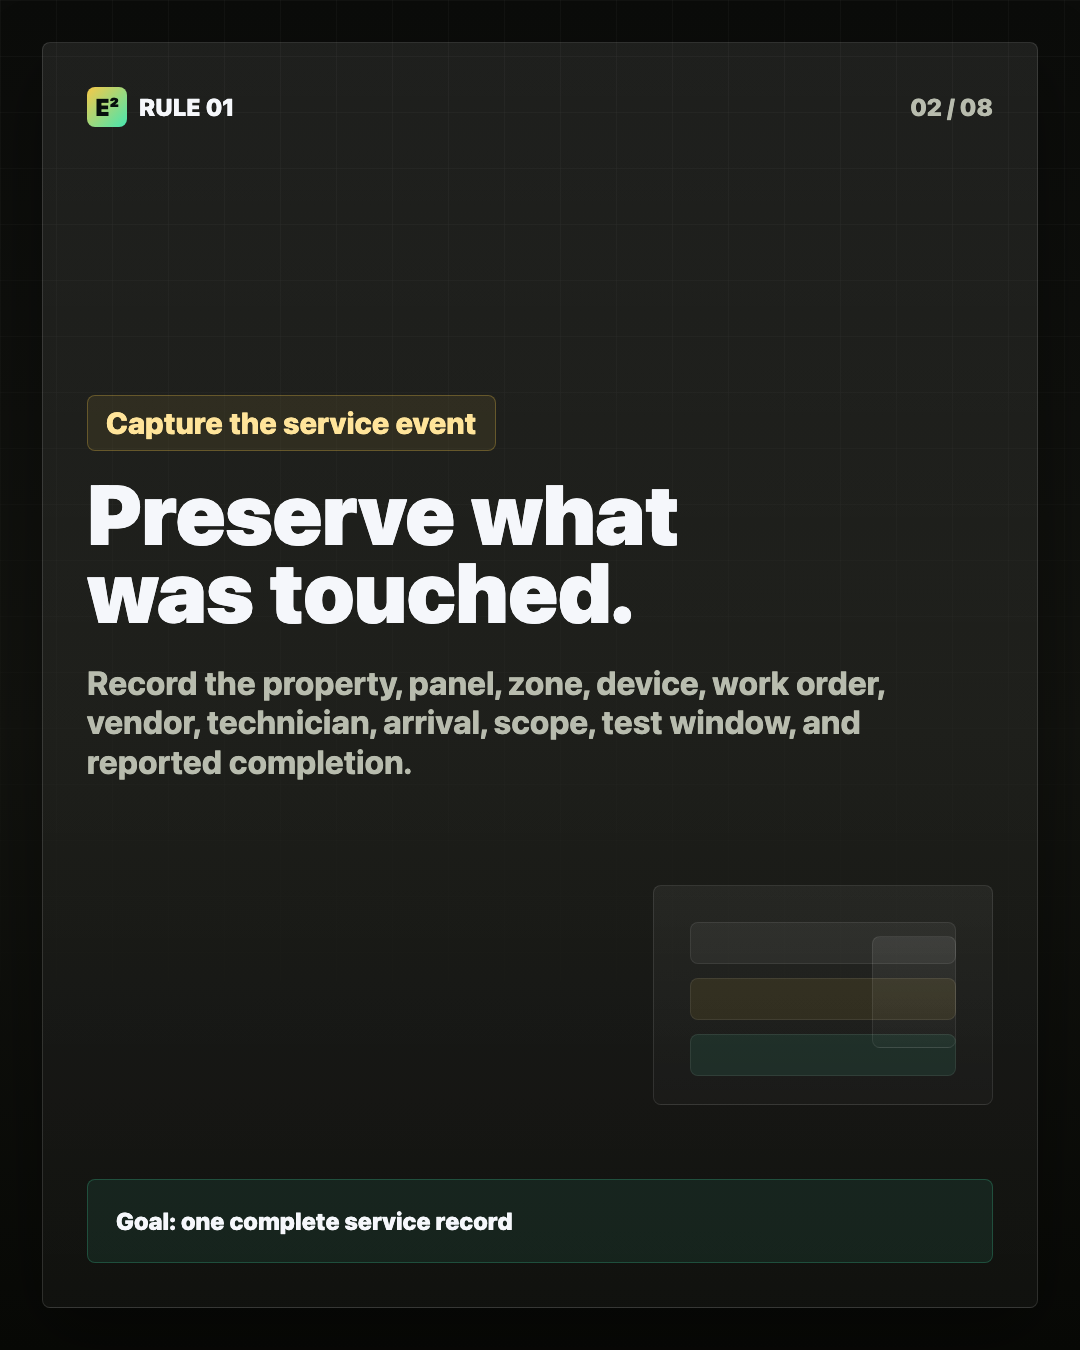 E² RULE 01
02 / 08
Capture the service event
Preserve what
was touched.
Record the property, panel, zone, device, work order,
vendor, technician, arrival, scope, test window, and
reported completion.
Goal: one complete service record